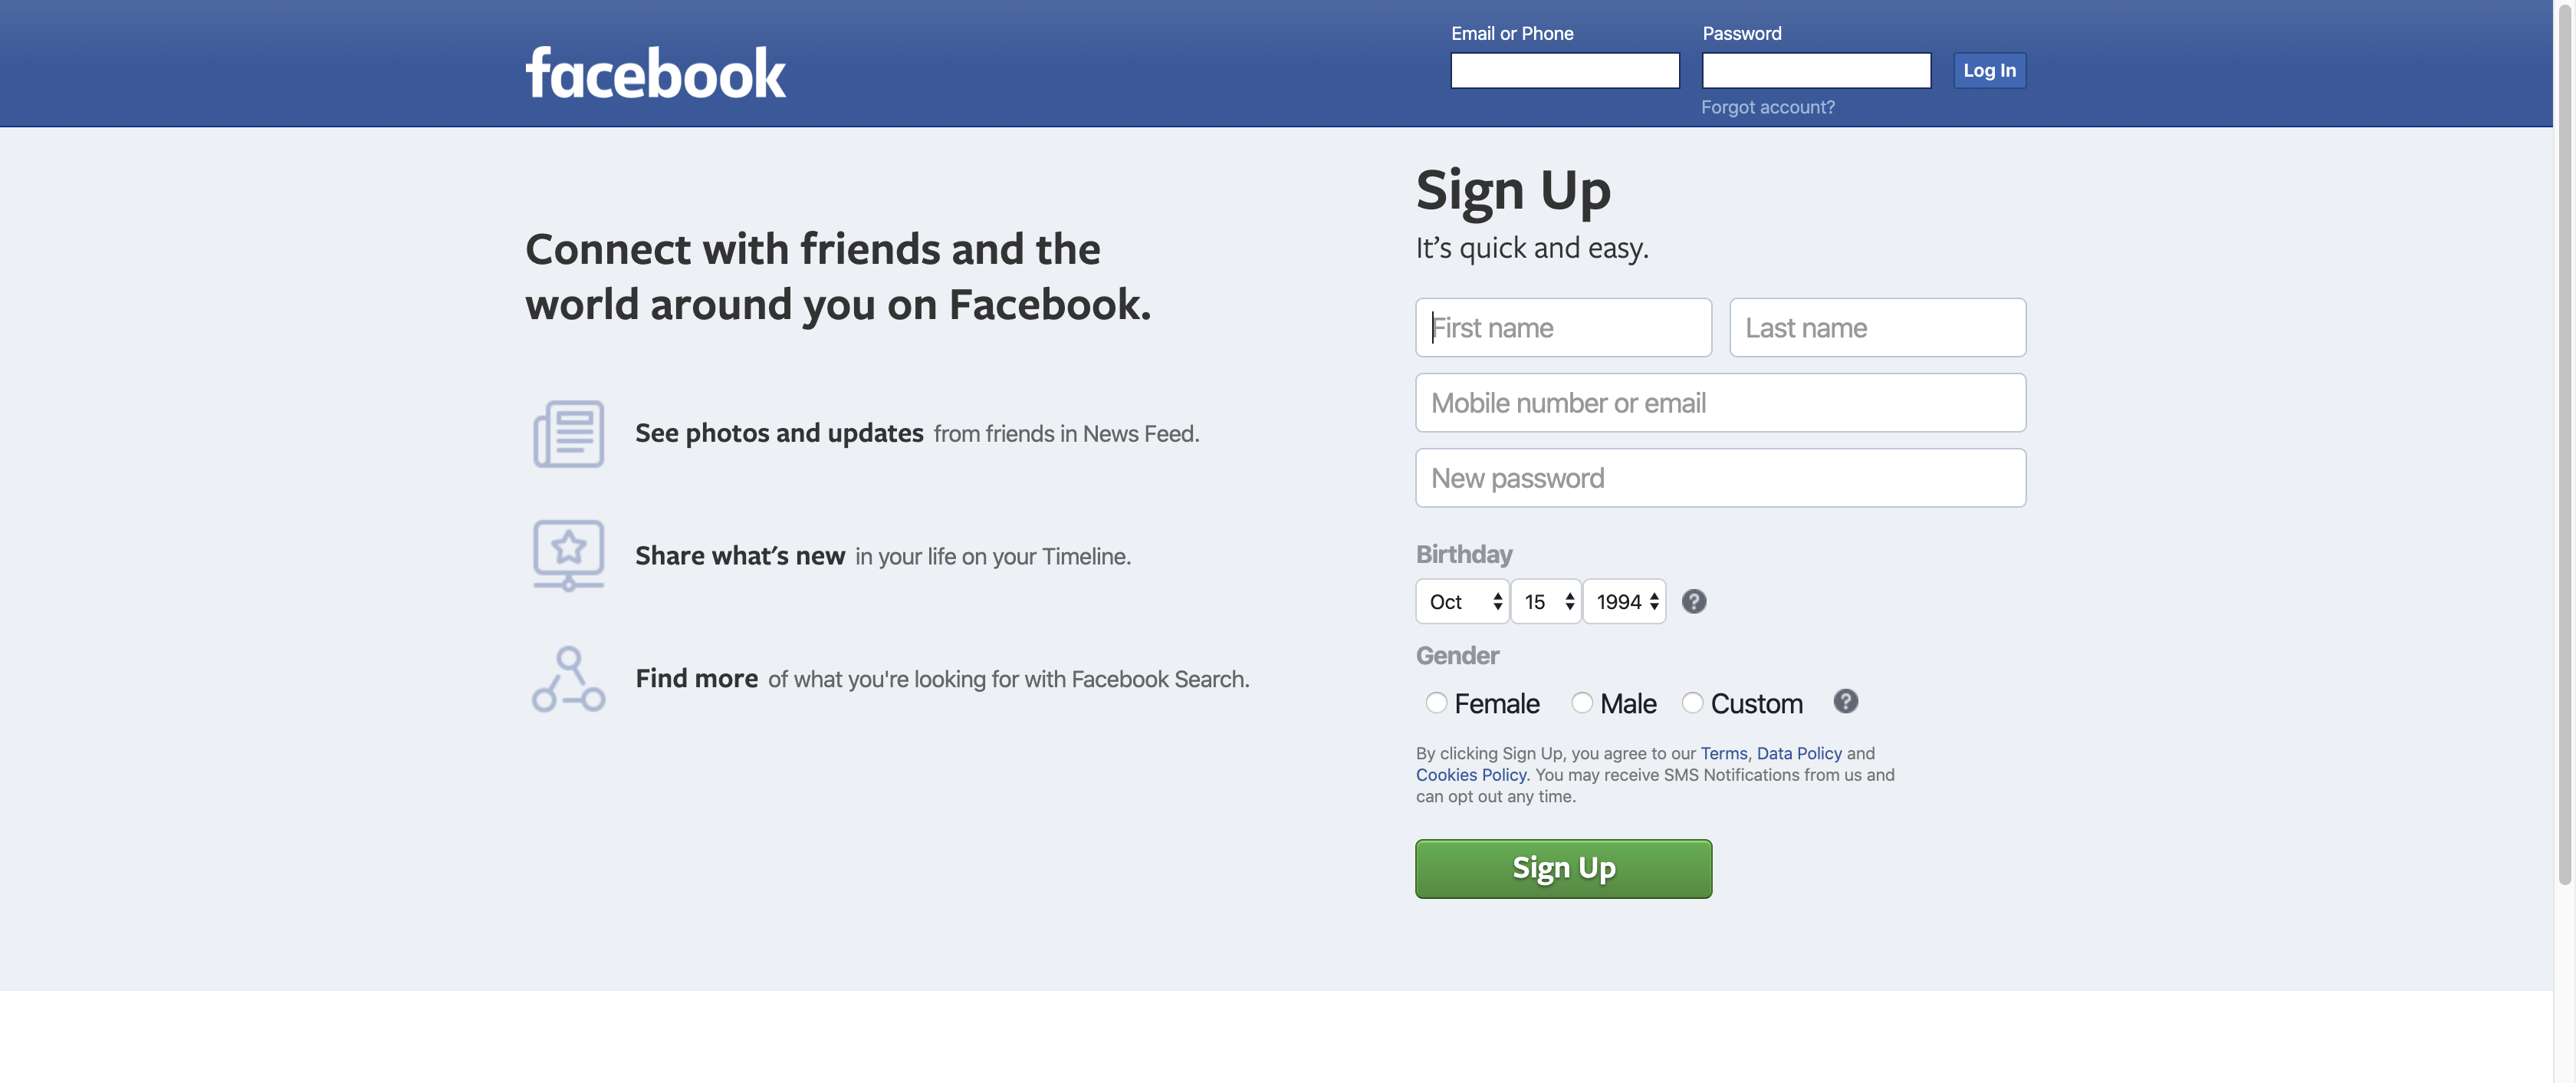 facebook
Email or Phone
Password
Log In
Forgot account?
Connect with friends and the
world around you on Facebook.
See photos and updates from friends in News Feed.
Share what's new in your life on your Timeline.
Find more of what you're looking for with Facebook Search.
Sign Up
It’s quick and easy.
First name
Last name
Mobile number or email
New password
Birthday
Oct 15 1994 ?
Gender
Female Male Custom ?
By clicking Sign Up, you agree to our Terms, Data Policy and
Cookies Policy. You may receive SMS Notifications from us and
can opt out any time.
Sign Up